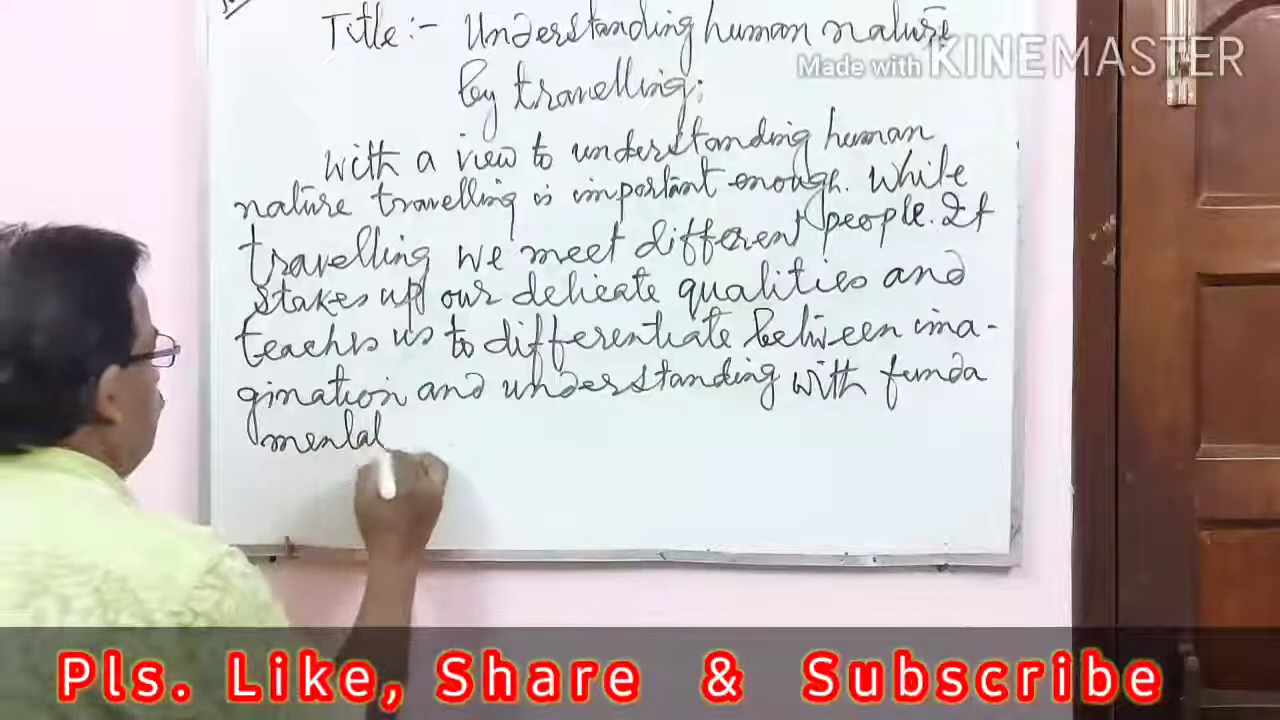 Title:- Understanding human nature
by travelling:
Made with KINEMASTER
With a view to understanding human
nature travelling is important enough. While
travelling we meet different people. It
stakes up our delicate qualities and
teaches us to differentiate between ima-
gination and understanding with funda
mental
Pls. Like, Share & Subscribe